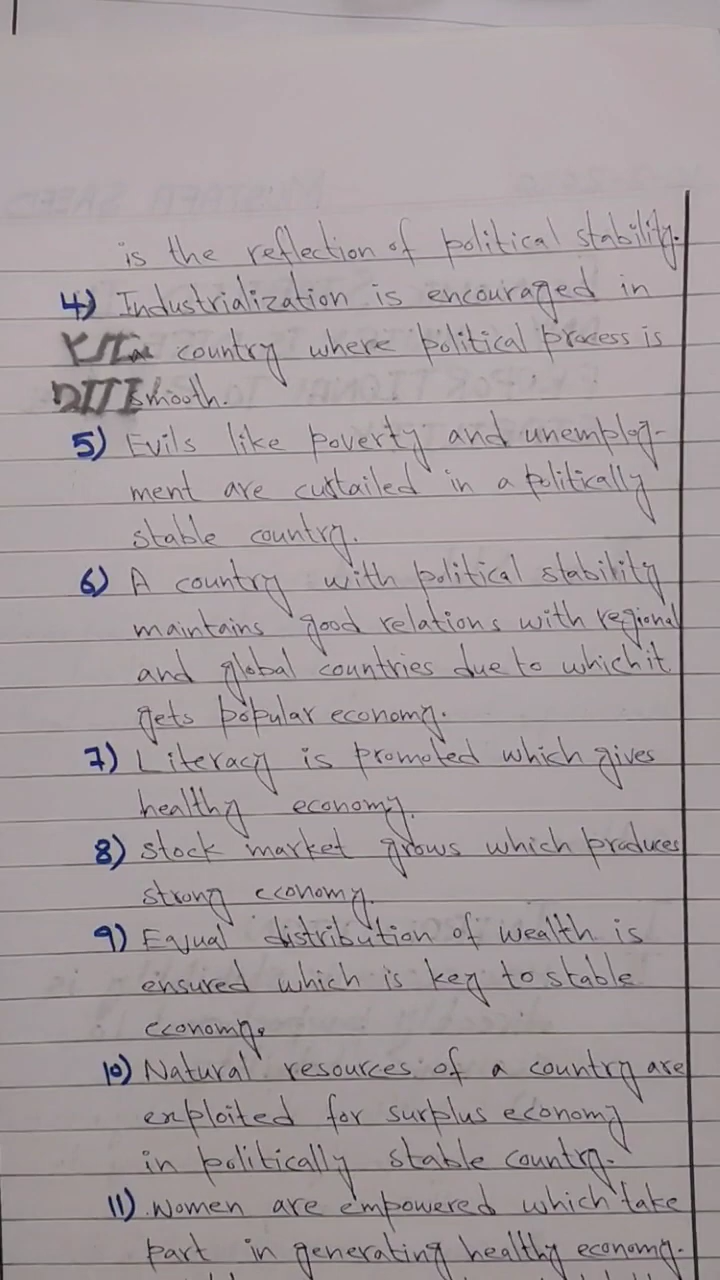 is the reflection of political stability.
4) Industrialization is encouraged in
country where political process is
smooth.
5) Evils like poverty and unemploy-
ment are custailed in a politically
stable country.
6) A country with political stability
maintains good relations with regional
and global countries due to which it
gets popular economy.
7) Literacy is promoted which gives
healthy economy.
8) Stock market grows which produces
strong economy.
9) Equal distribution of wealth is
ensured which is key to stable
economy.
10) Natural resources of a country are
exploited for surplus economy
in politically stable country.
11) Women are empowered which take
part in generating healthy economy.